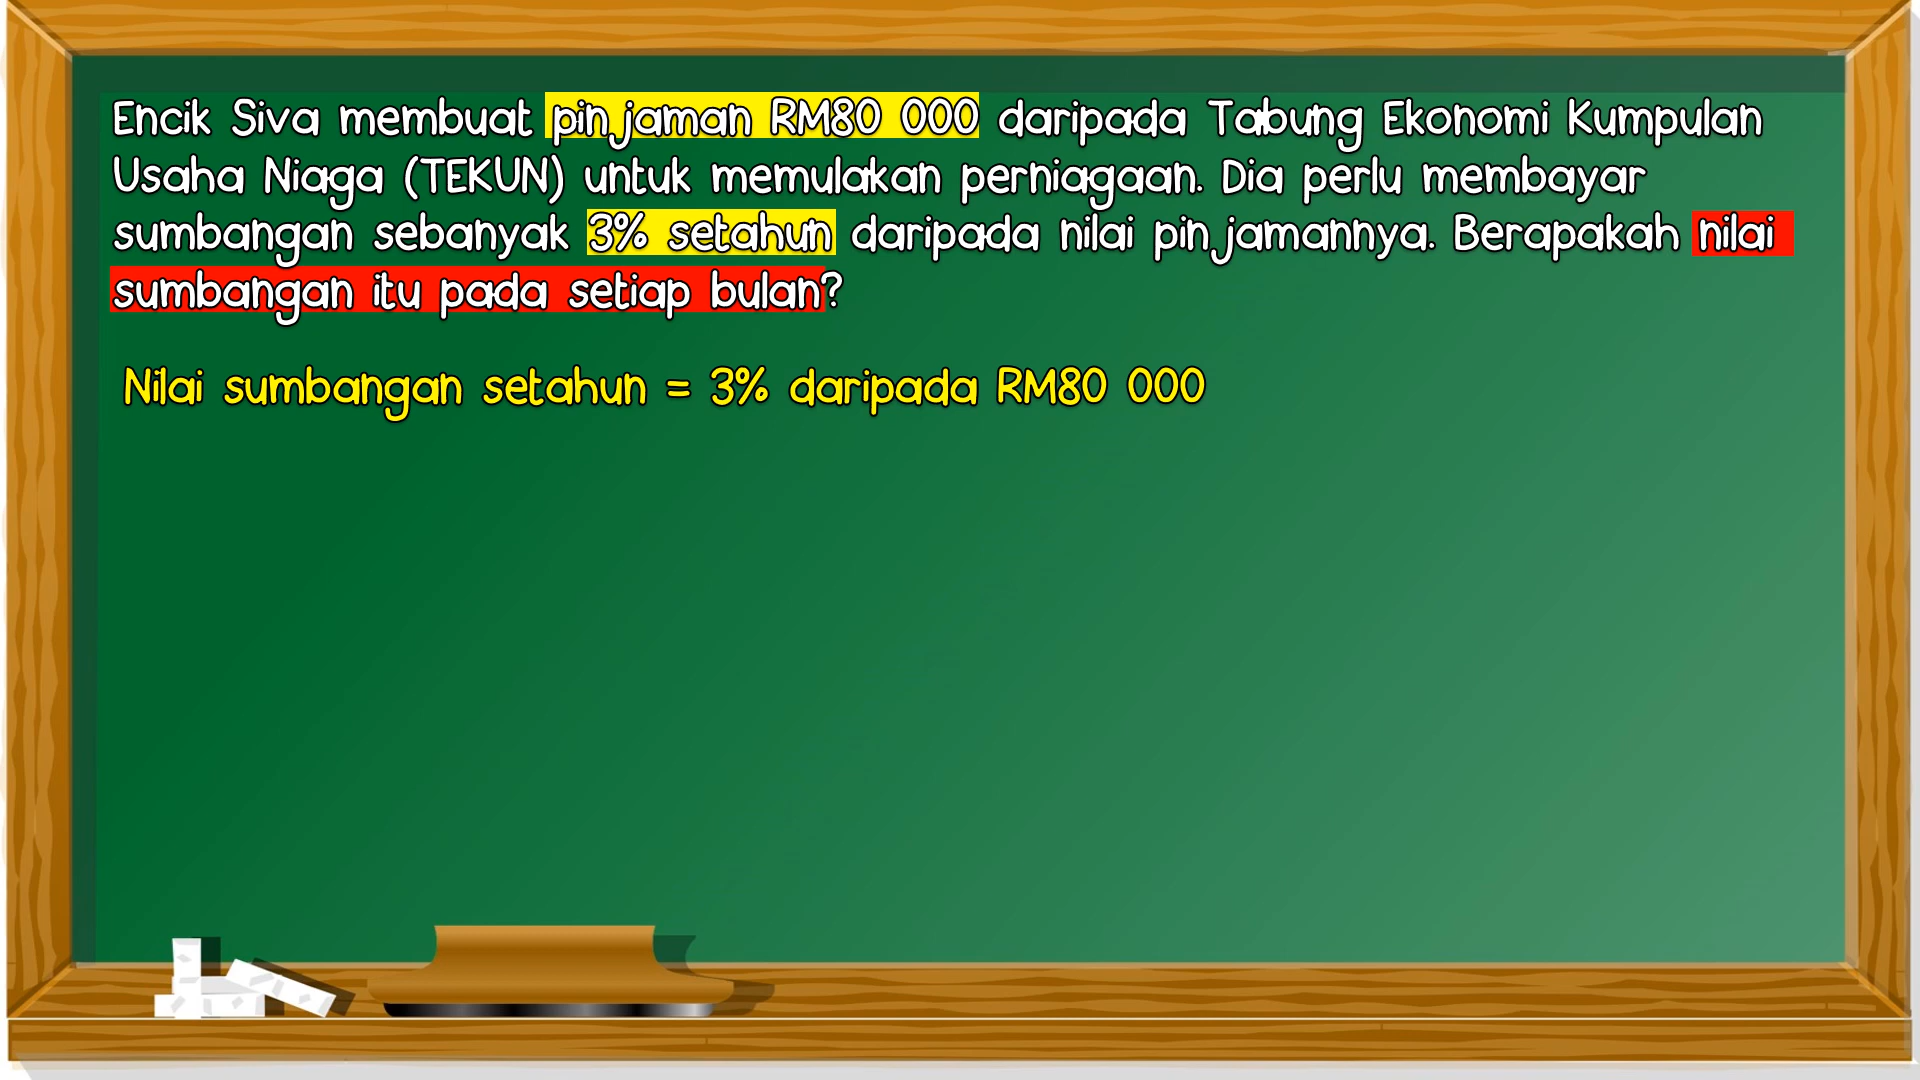 Encik Siva membuat pinjaman RM80 000 daripada Tabung Ekonomi Kumpulan
Usaha Niaga (TEKUN) untuk memulakan perniagaan. Dia perlu membayar
sumbangan sebanyak 3% setahun daripada nilai pinjamannya. Berapakah nilai
sumbangan itu pada setiap bulan?
Nilai sumbangan setahun = 3% daripada RM80 000